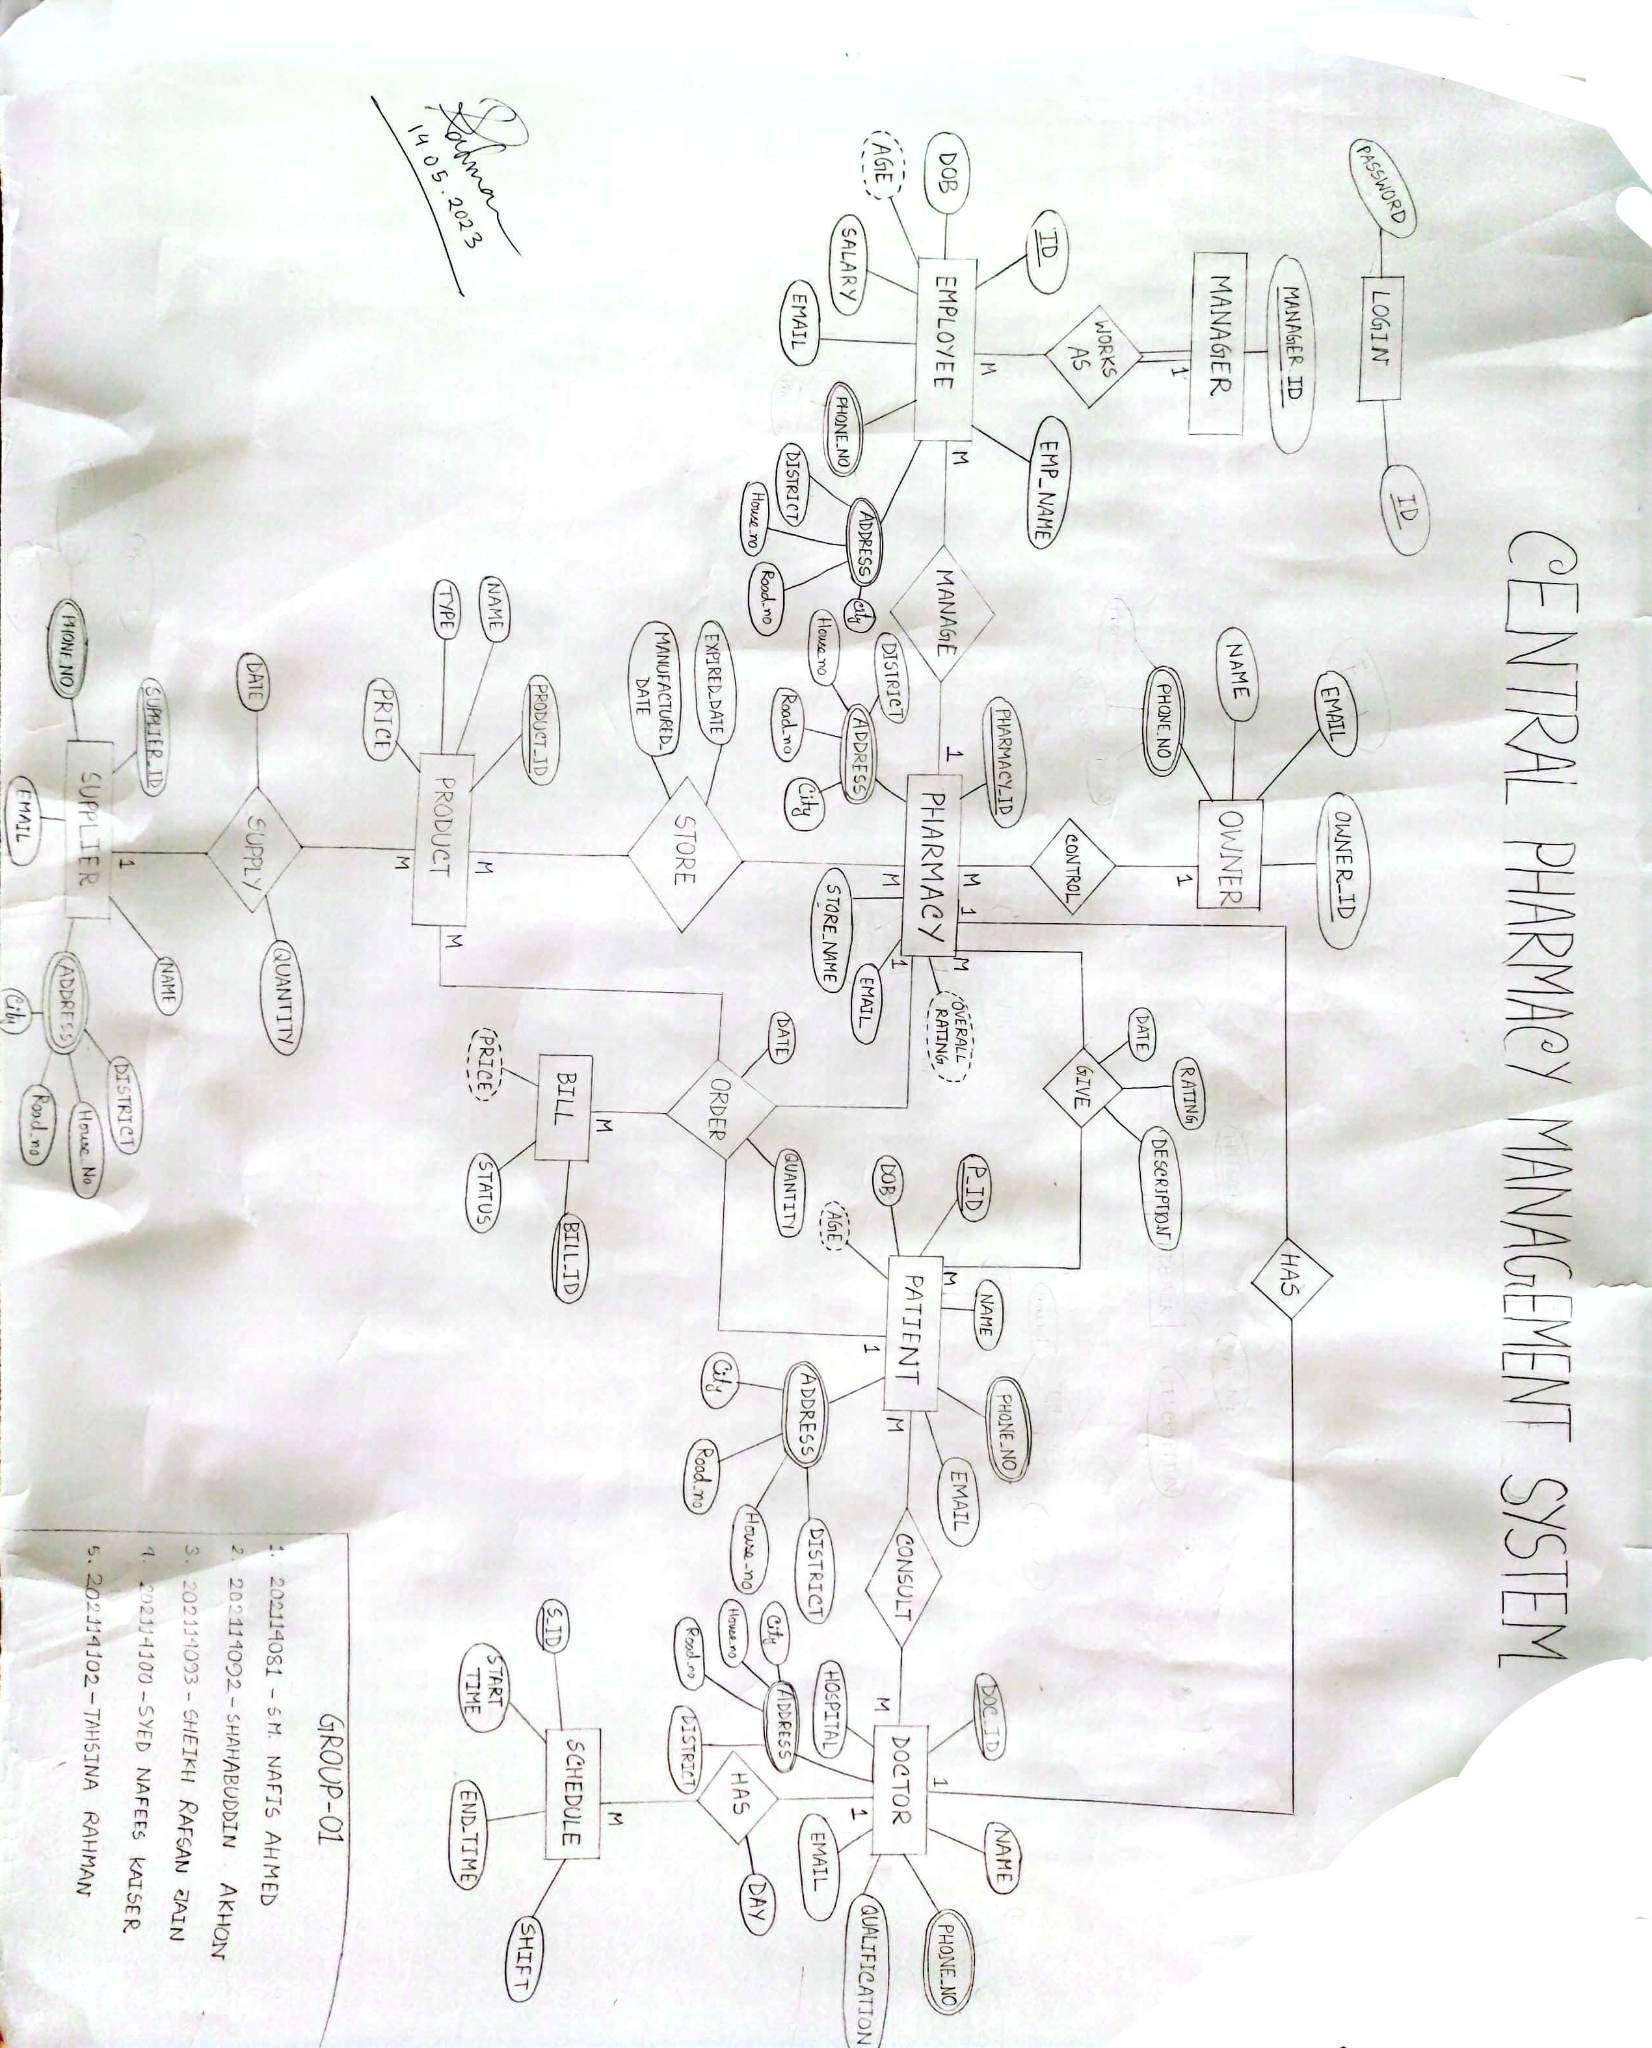 CENTRAL PHARMACY MANAGEMENT SYSTEM
PASSWORD
LOGIN
ID
MANAGER ID
MANAGER
1
WORKS
AS
M
ID
EMP_NAME
DOB
EMPLOYEE
AGE
SALARY
EMAIL
PHONE_NO
ADDRESS
City
DISTRICT
House_no
Road_no
M
MANAGE
1
EMAIL
OWNER_ID
NAME
OWNER
PHONE_NO
1
CONTROL
M
1
M
PHARMACY_ID
PHARMACY
OVERALL
RATING
DISTRICT
ADDRESS
House_no
Road_no
City
M
1
EMAIL
STORE_NAME
HAS
RATING
DATE
DESCRIPTION
GIVE
M
P_ID
NAME
PHONE_NO
EMAIL
PATIENT
DOB
AGE
1
M
ADDRESS
DISTRICT
House_no
City
Road_no
CONSULT
M
1
DOC_ID
NAME
PHONE_NO
DOCTOR
QUALIFICATION
HOSPITAL
1
EMAIL
City
ADDRESS
House_no
Road_no
DISTRICT
HAS
DAY
M
SCHEDULE
S_ID
START
TIME
END_TIME
SHIFT
DATE
QUANTITY
ORDER
M
BILL
BILL_ID
PRICE
STATUS
EXPIRED_DATE
MANUFACTURED_
DATE
STORE
M
PRODUCT_ID
NAME
TYPE
PRODUCT
M
PRICE
M
DATE
SUPPLY
QUANTITY
1
SUPPLIER_ID
NAME
SUPPLIER
PHONE_NO
EMAIL
ADDRESS
DISTRICT
House_No
Road_no
City
Rahman
14.05.2023
GROUP-01
1. 202114081 - S.M. NAFIS AHMED
2. 202114092 - SHAHABUDDIN AKHON
3. 202114093 - SHEIKH RAFSAN JAIN
4. 202114100 - SYED NAFEES KAISER
5. 202114102 - TAHSINA RAHMAN